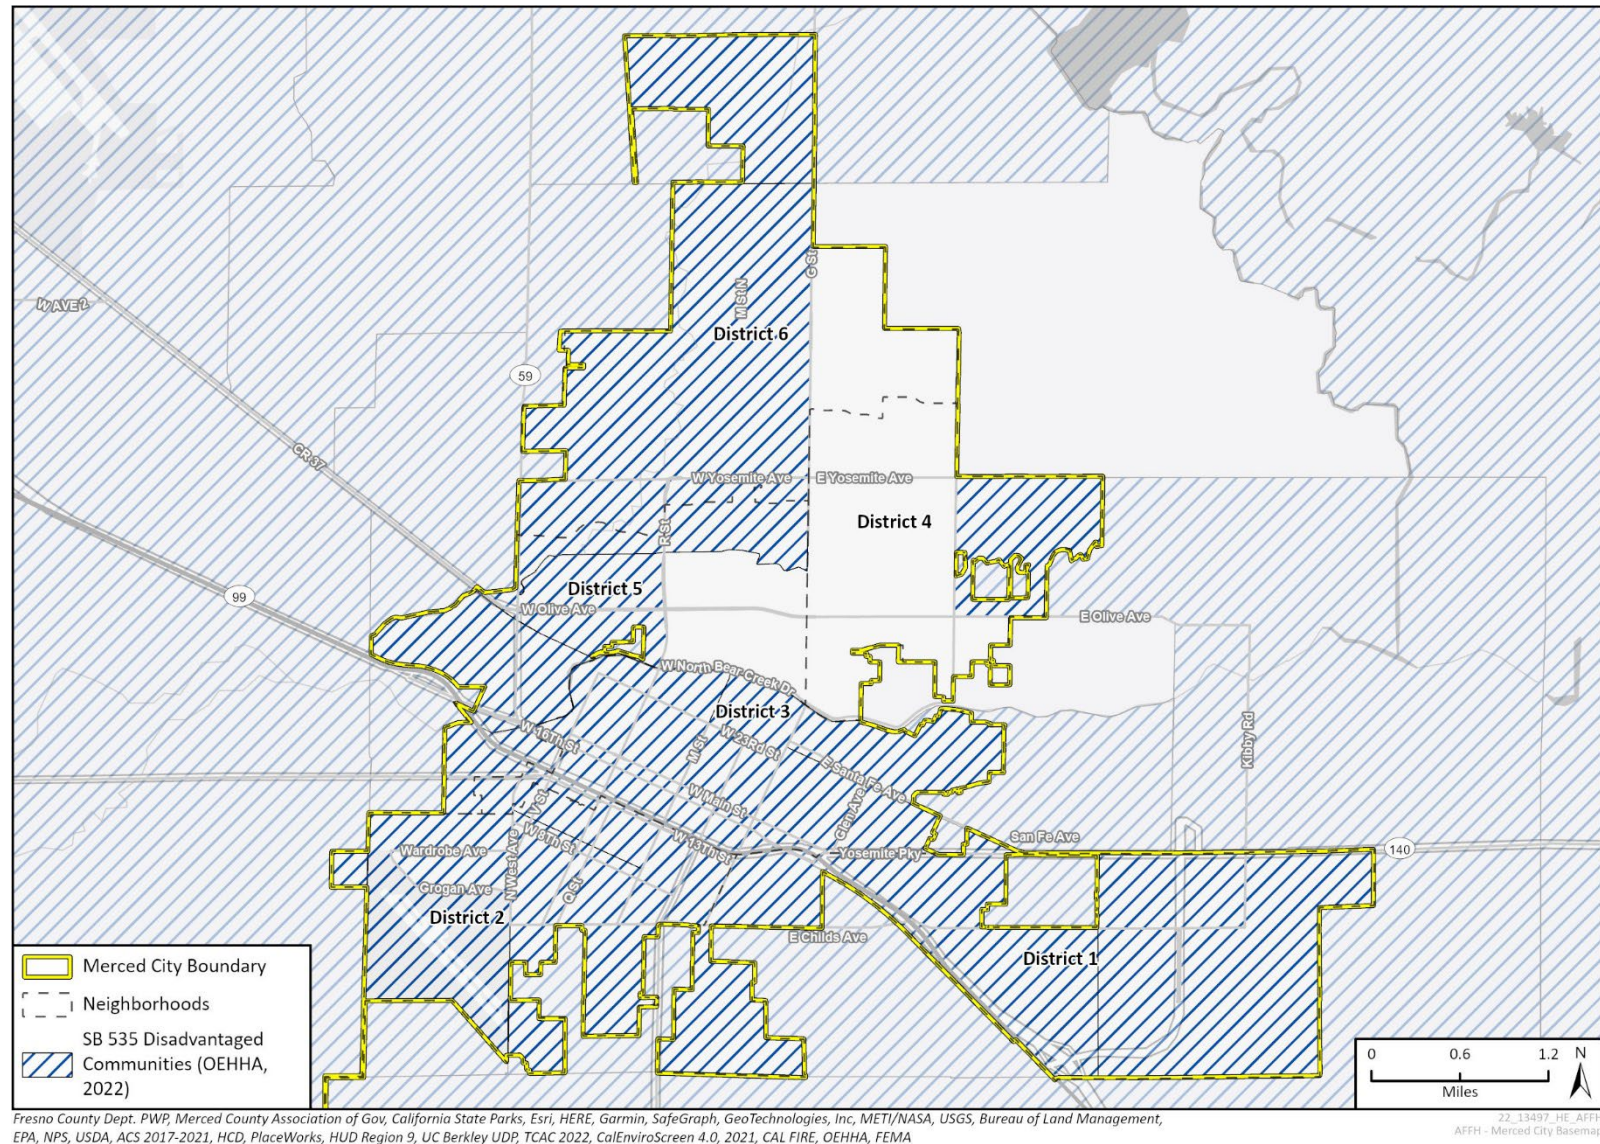 W AVE 2
M St N
G St
District 6
59
CR 37
W Yosemite Ave
E Yosemite Ave
District 4
R St
99
District 5
W Olive Ave
E Olive Ave
W North Bear Creek Dr
District 3
W 16Th St
M St
W 23Rd St
E Santa Fe Ave
Kibby Rd
W Main St
V St
Glen Ave
W 8Th St
W 13Th St
San Fe Ave
Wardrobe Ave
Yosemite Pky
140
N West Ave
Grogan Ave
O St
District 2
E Childs Ave
District 1
Merced City Boundary
Neighborhoods
SB 535 Disadvantaged
Communities (OEHHA,
2022)
0 0.6 1.2 N
Miles
Fresno County Dept. PWP, Merced County Association of Gov, California State Parks, Esri, HERE, Garmin, SafeGraph, GeoTechnologies, Inc, METI/NASA, USGS, Bureau of Land Management,
EPA, NPS, USDA, ACS 2017-2021, HCD, PlaceWorks, HUD Region 9, UC Berkley UDP, TCAC 2022, CalEnviroScreen 4.0, 2021, CAL FIRE, OEHHA, FEMA
22_13497_HE_AFFH
AFFH - Merced City Basemap